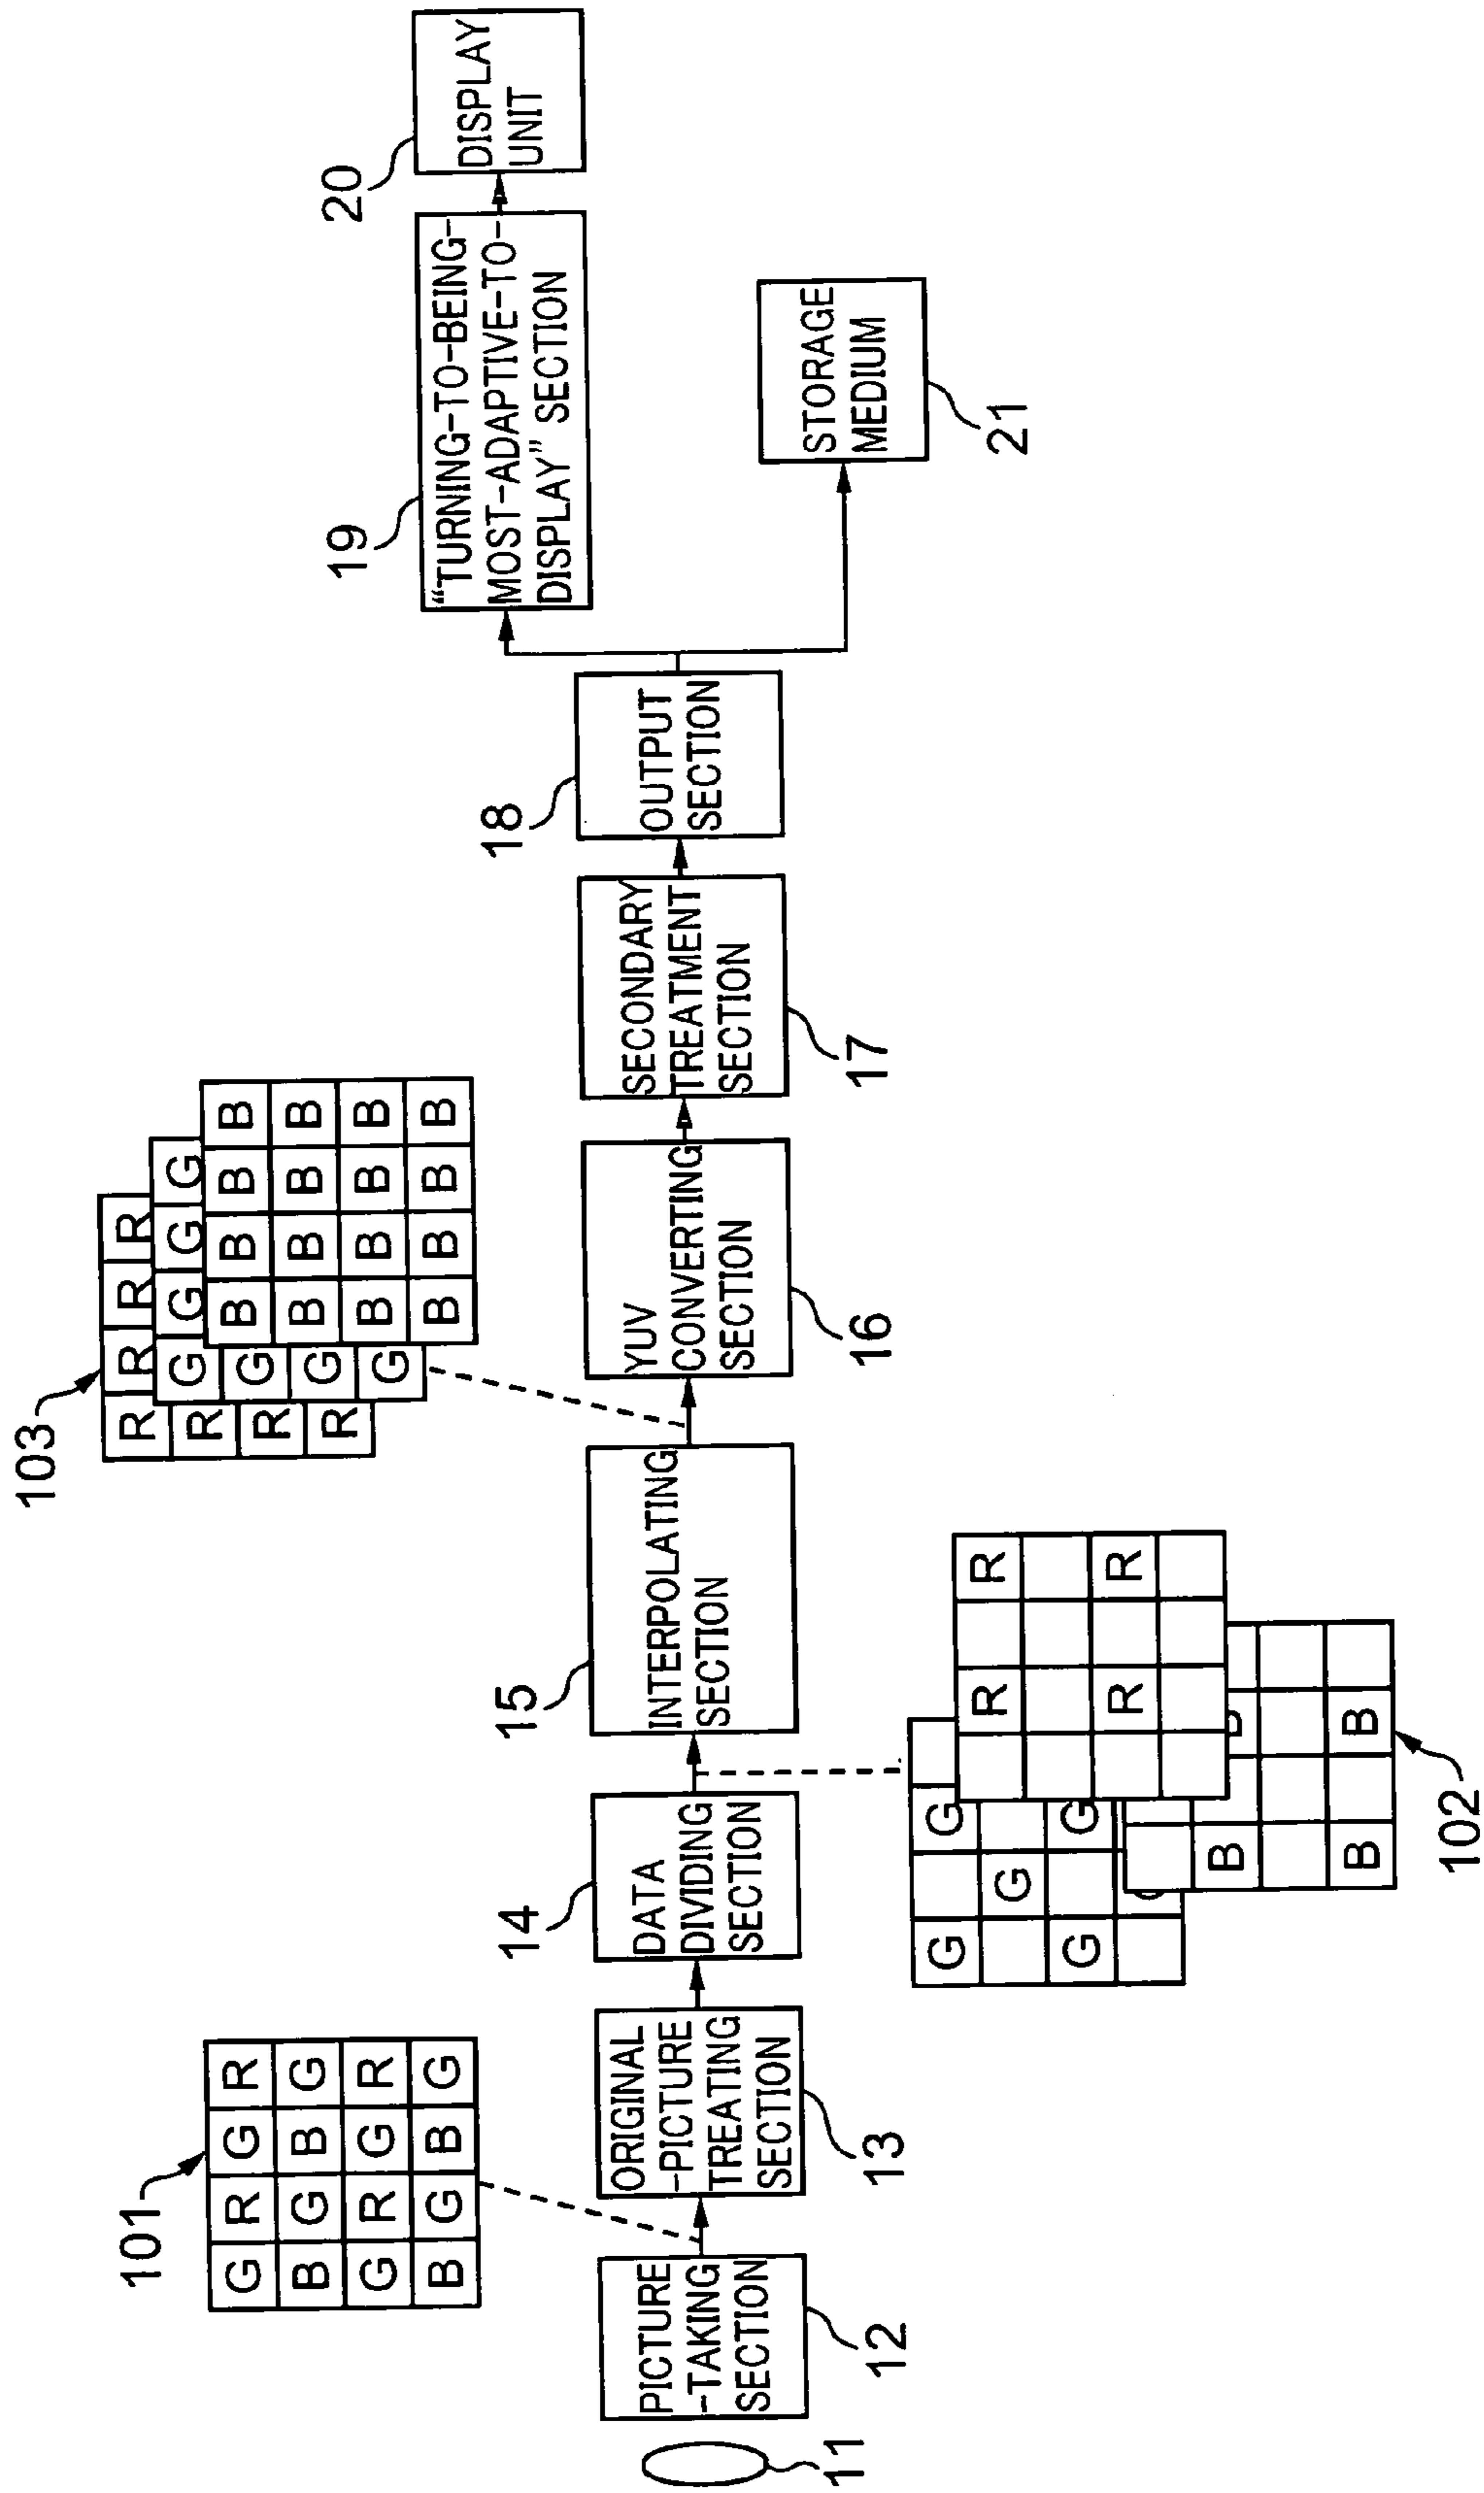 101
G R G R
B G B G
G R G R
B G B G
103
R R R R
R G G G G
R G B B B B
R G B B B B
G B B B B
B B B B
11
PICTURE
-TAKING
SECTION
12
ORIGINAL
-PICTURE
TREATING
SECTION
13
14
DATA
DIVIDING
SECTION
15
INTERPOLATING
SECTION
YUV
CONVERTING
SECTION
16
SECONDARY
TREATMENT
SECTION
17
18
OUTPUT
SECTION
19
“TURNING-TO-BEING-
MOST-ADAPTIVE-TO-
DISPLAY” SECTION
20
DISPLAY
UNIT
STORAGE
MEDIUM
21
G G
R R
G
G G
R R
B
B B
102